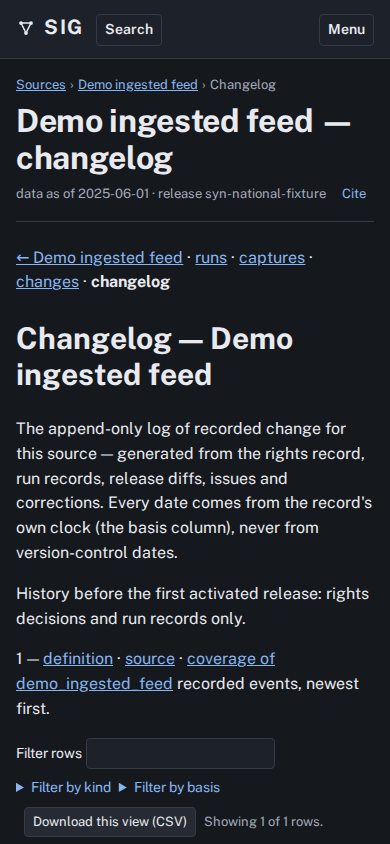 SIG Search Menu
Sources › Demo ingested feed › Changelog
Demo ingested feed —
changelog
data as of 2025-06-01 · release syn-national-fixture Cite
← Demo ingested feed · runs · captures ·
changes · changelog
Changelog — Demo
ingested feed
The append-only log of recorded change for
this source — generated from the rights record,
run records, release diffs, issues and
corrections. Every date comes from the record's
own clock (the basis column), never from
version-control dates.
History before the first activated release: rights
decisions and run records only.
1 — definition · source · coverage of
demo_ingested_feed recorded events, newest
first.
Filter rows
▶ Filter by kind ▶ Filter by basis
Download this view (CSV) Showing 1 of 1 rows.